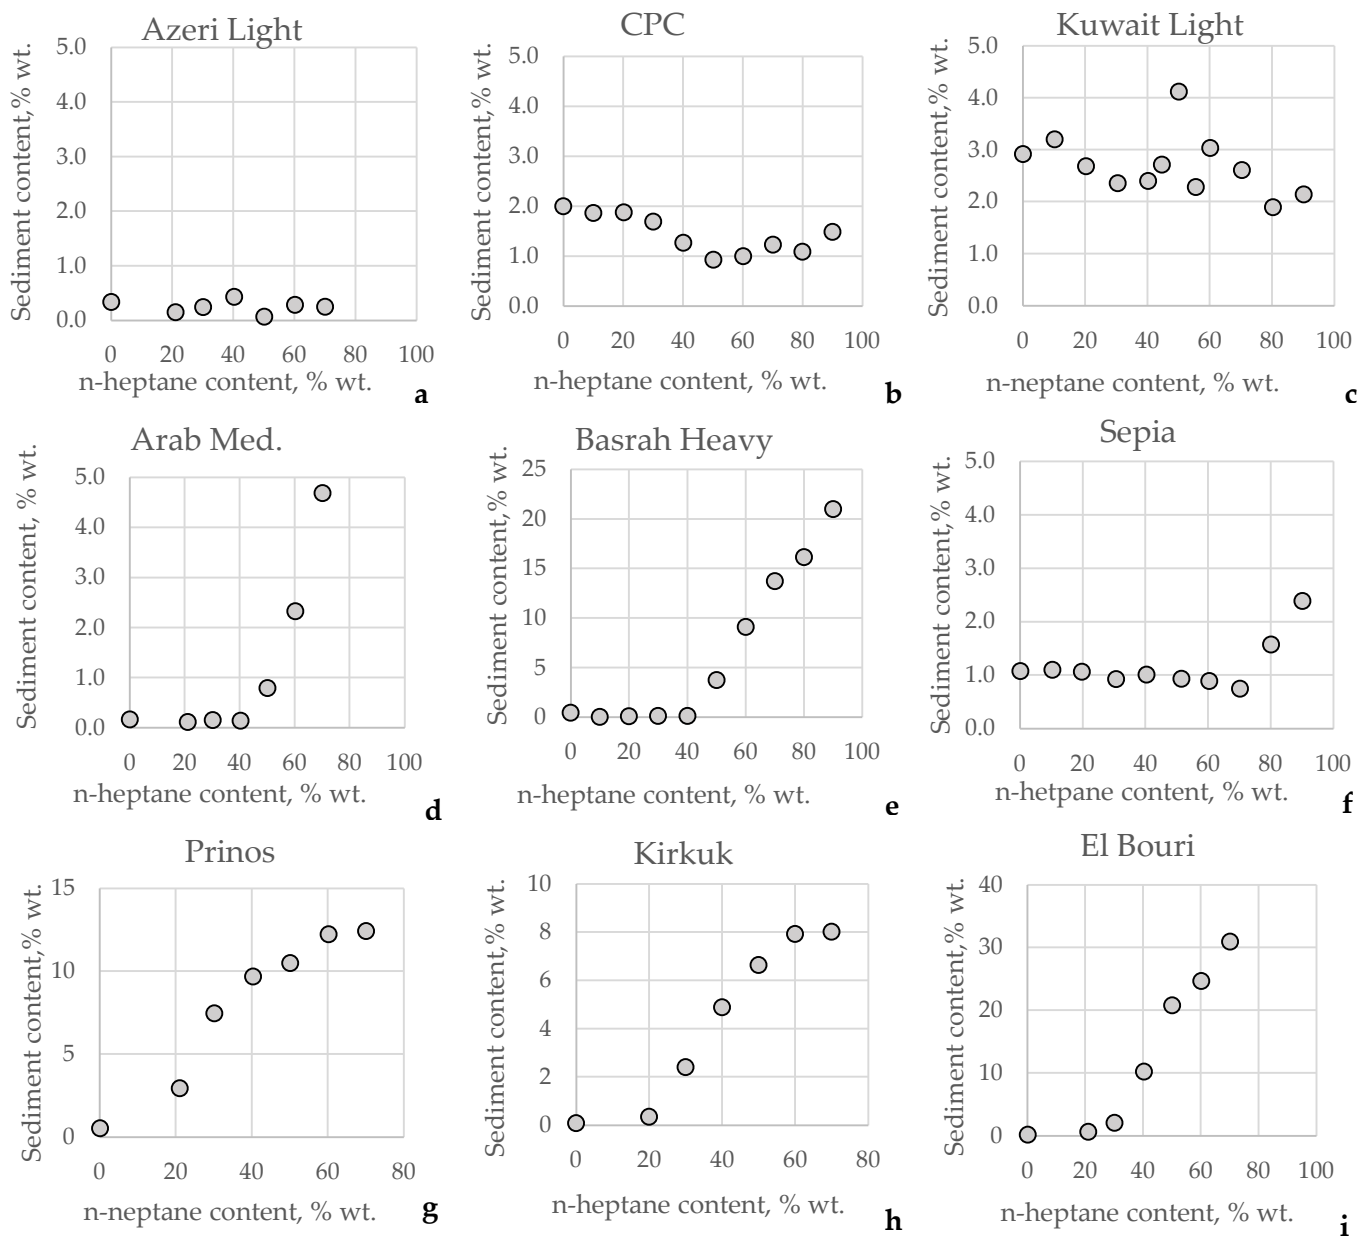 Azeri Light
Sediment content,% wt.
5.0
4.0
3.0
2.0
1.0
0.0
0 20 40 60 80 100
n-heptane content, % wt.
a
CPC
Sediment content,% wt.
5.0
4.0
3.0
2.0
1.0
0.0
0 20 40 60 80 100
n-heptane content, % wt.
b
Kuwait Light
Sediment content,% wt.
5.0
4.0
3.0
2.0
1.0
0.0
0 20 40 60 80 100
n-neptane content, % wt.
c
Arab Med.
Sediment content, % wt.
5.0
4.0
3.0
2.0
1.0
0.0
0 20 40 60 80 100
n-heptane content, % wt.
d
Basrah Heavy
Sediment content,% wt.
25
20
15
10
5
0
0 20 40 60 80 100
n-heptane content, % wt.
e
Sepia
Sediment content,% wt.
5.0
4.0
3.0
2.0
1.0
0.0
0 20 40 60 80 100
n-hetpane content, % wt.
f
Prinos
Sediment content,% wt.
15
10
5
0
0 20 40 60 80
n-neptane content, % wt.
g
Kirkuk
Sediment content,% wt.
10
8
6
4
2
0
0 20 40 60 80
n-heptane content, % wt.
h
El Bouri
Sediment content,% wt.
40
30
20
10
0
0 20 40 60 80 100
n-heptane content, % wt.
i